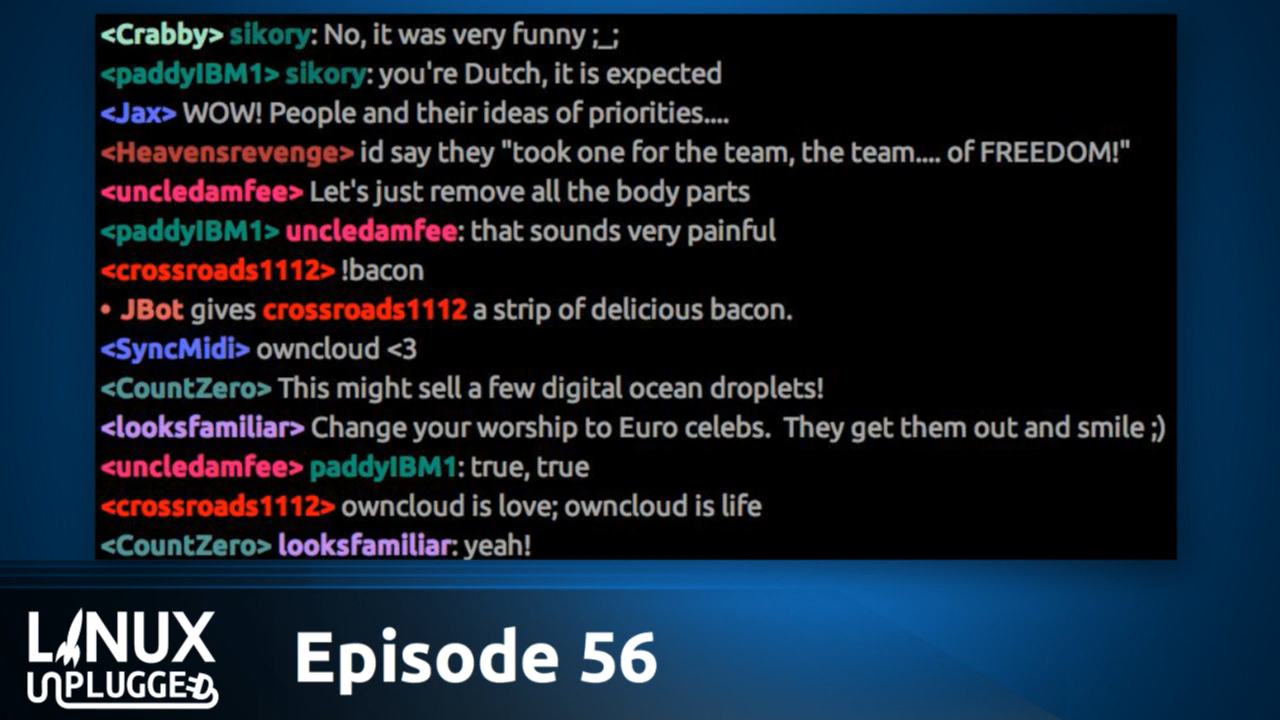 <Crabby> sikory: No, it was very funny ;_;
<paddyIBM1> sikory: you're Dutch, it is expected
<Jax> WOW! People and their ideas of priorities....
<Heavensrevenge> id say they "took one for the team, the team.... of FREEDOM!"
<uncledamfee> Let's just remove all the body parts
<paddyIBM1> uncledamfee: that sounds very painful
<crossroads1112> !bacon
• JBot gives crossroads1112 a strip of delicious bacon.
<SyncMidi> owncloud <3
<CountZero> This might sell a few digital ocean droplets!
<looksfamiliar> Change your worship to Euro celebs.  They get them out and smile ;)
<uncledamfee> paddyIBM1: true, true
<crossroads1112> owncloud is love; owncloud is life
<CountZero> looksfamiliar: yeah!
LINUX
UNPLUGGED
Episode 56